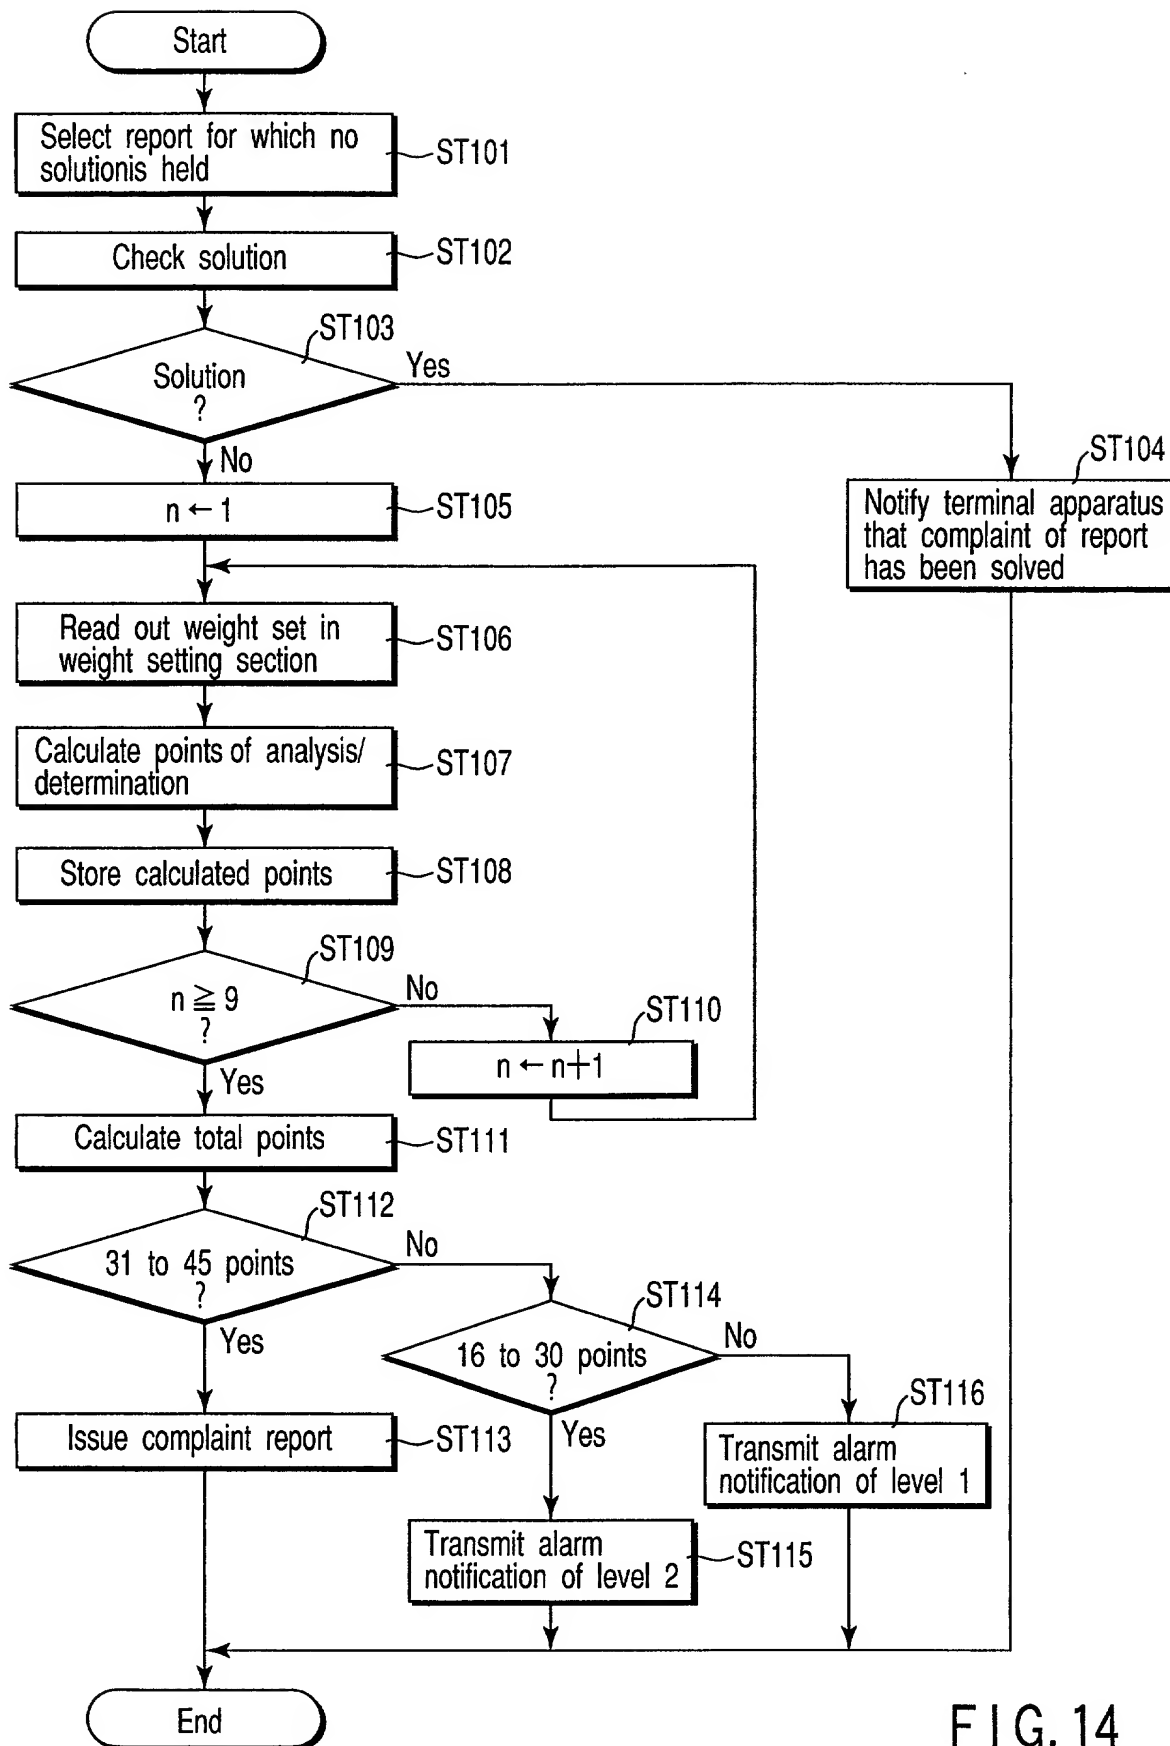 Start
Select report for which no
solutionis held
ST101
Check solution
ST102
ST103
Solution
?
Yes
No
ST104
Notify terminal apparatus
that complaint of report
has been solved
n ← 1
ST105
Read out weight set in
weight setting section
ST106
Calculate points of analysis/
determination
ST107
Store calculated points
ST108
ST109
n ≧ 9
?
No
Yes
ST110
n ← n+1
Calculate total points
ST111
ST112
31 to 45 points
?
No
Yes
ST114
16 to 30 points
?
No
Yes
Issue complaint report
ST113
ST116
Transmit alarm
notification of level 1
Transmit alarm
notification of level 2
ST115
End
FIG. 14